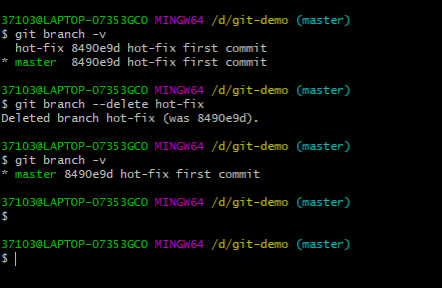 37103@LAPTOP-07353GCO MINGW64 /d/git-demo (master)
$ git branch -v
  hot-fix 8490e9d hot-fix first commit
* master  8490e9d hot-fix first commit

37103@LAPTOP-07353GCO MINGW64 /d/git-demo (master)
$ git branch --delete hot-fix
Deleted branch hot-fix (was 8490e9d).

37103@LAPTOP-07353GCO MINGW64 /d/git-demo (master)
$ git branch -v
* master 8490e9d hot-fix first commit

37103@LAPTOP-07353GCO MINGW64 /d/git-demo (master)
$

37103@LAPTOP-07353GCO MINGW64 /d/git-demo (master)
$